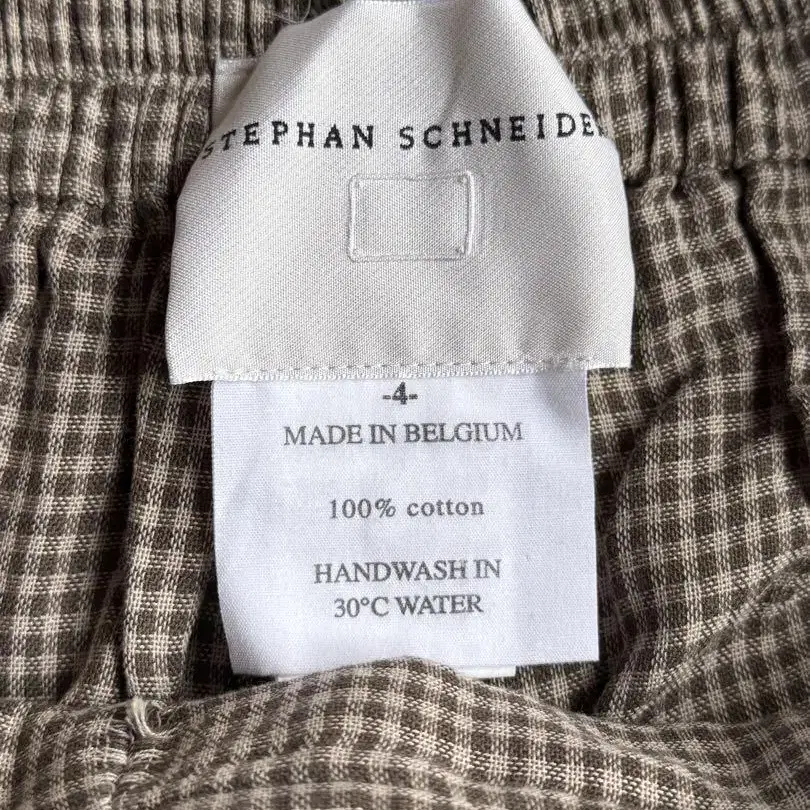 STEPHAN SCHNEIDER
-4-
MADE IN BELGIUM
100% cotton
HANDWASH IN
30°C WATER